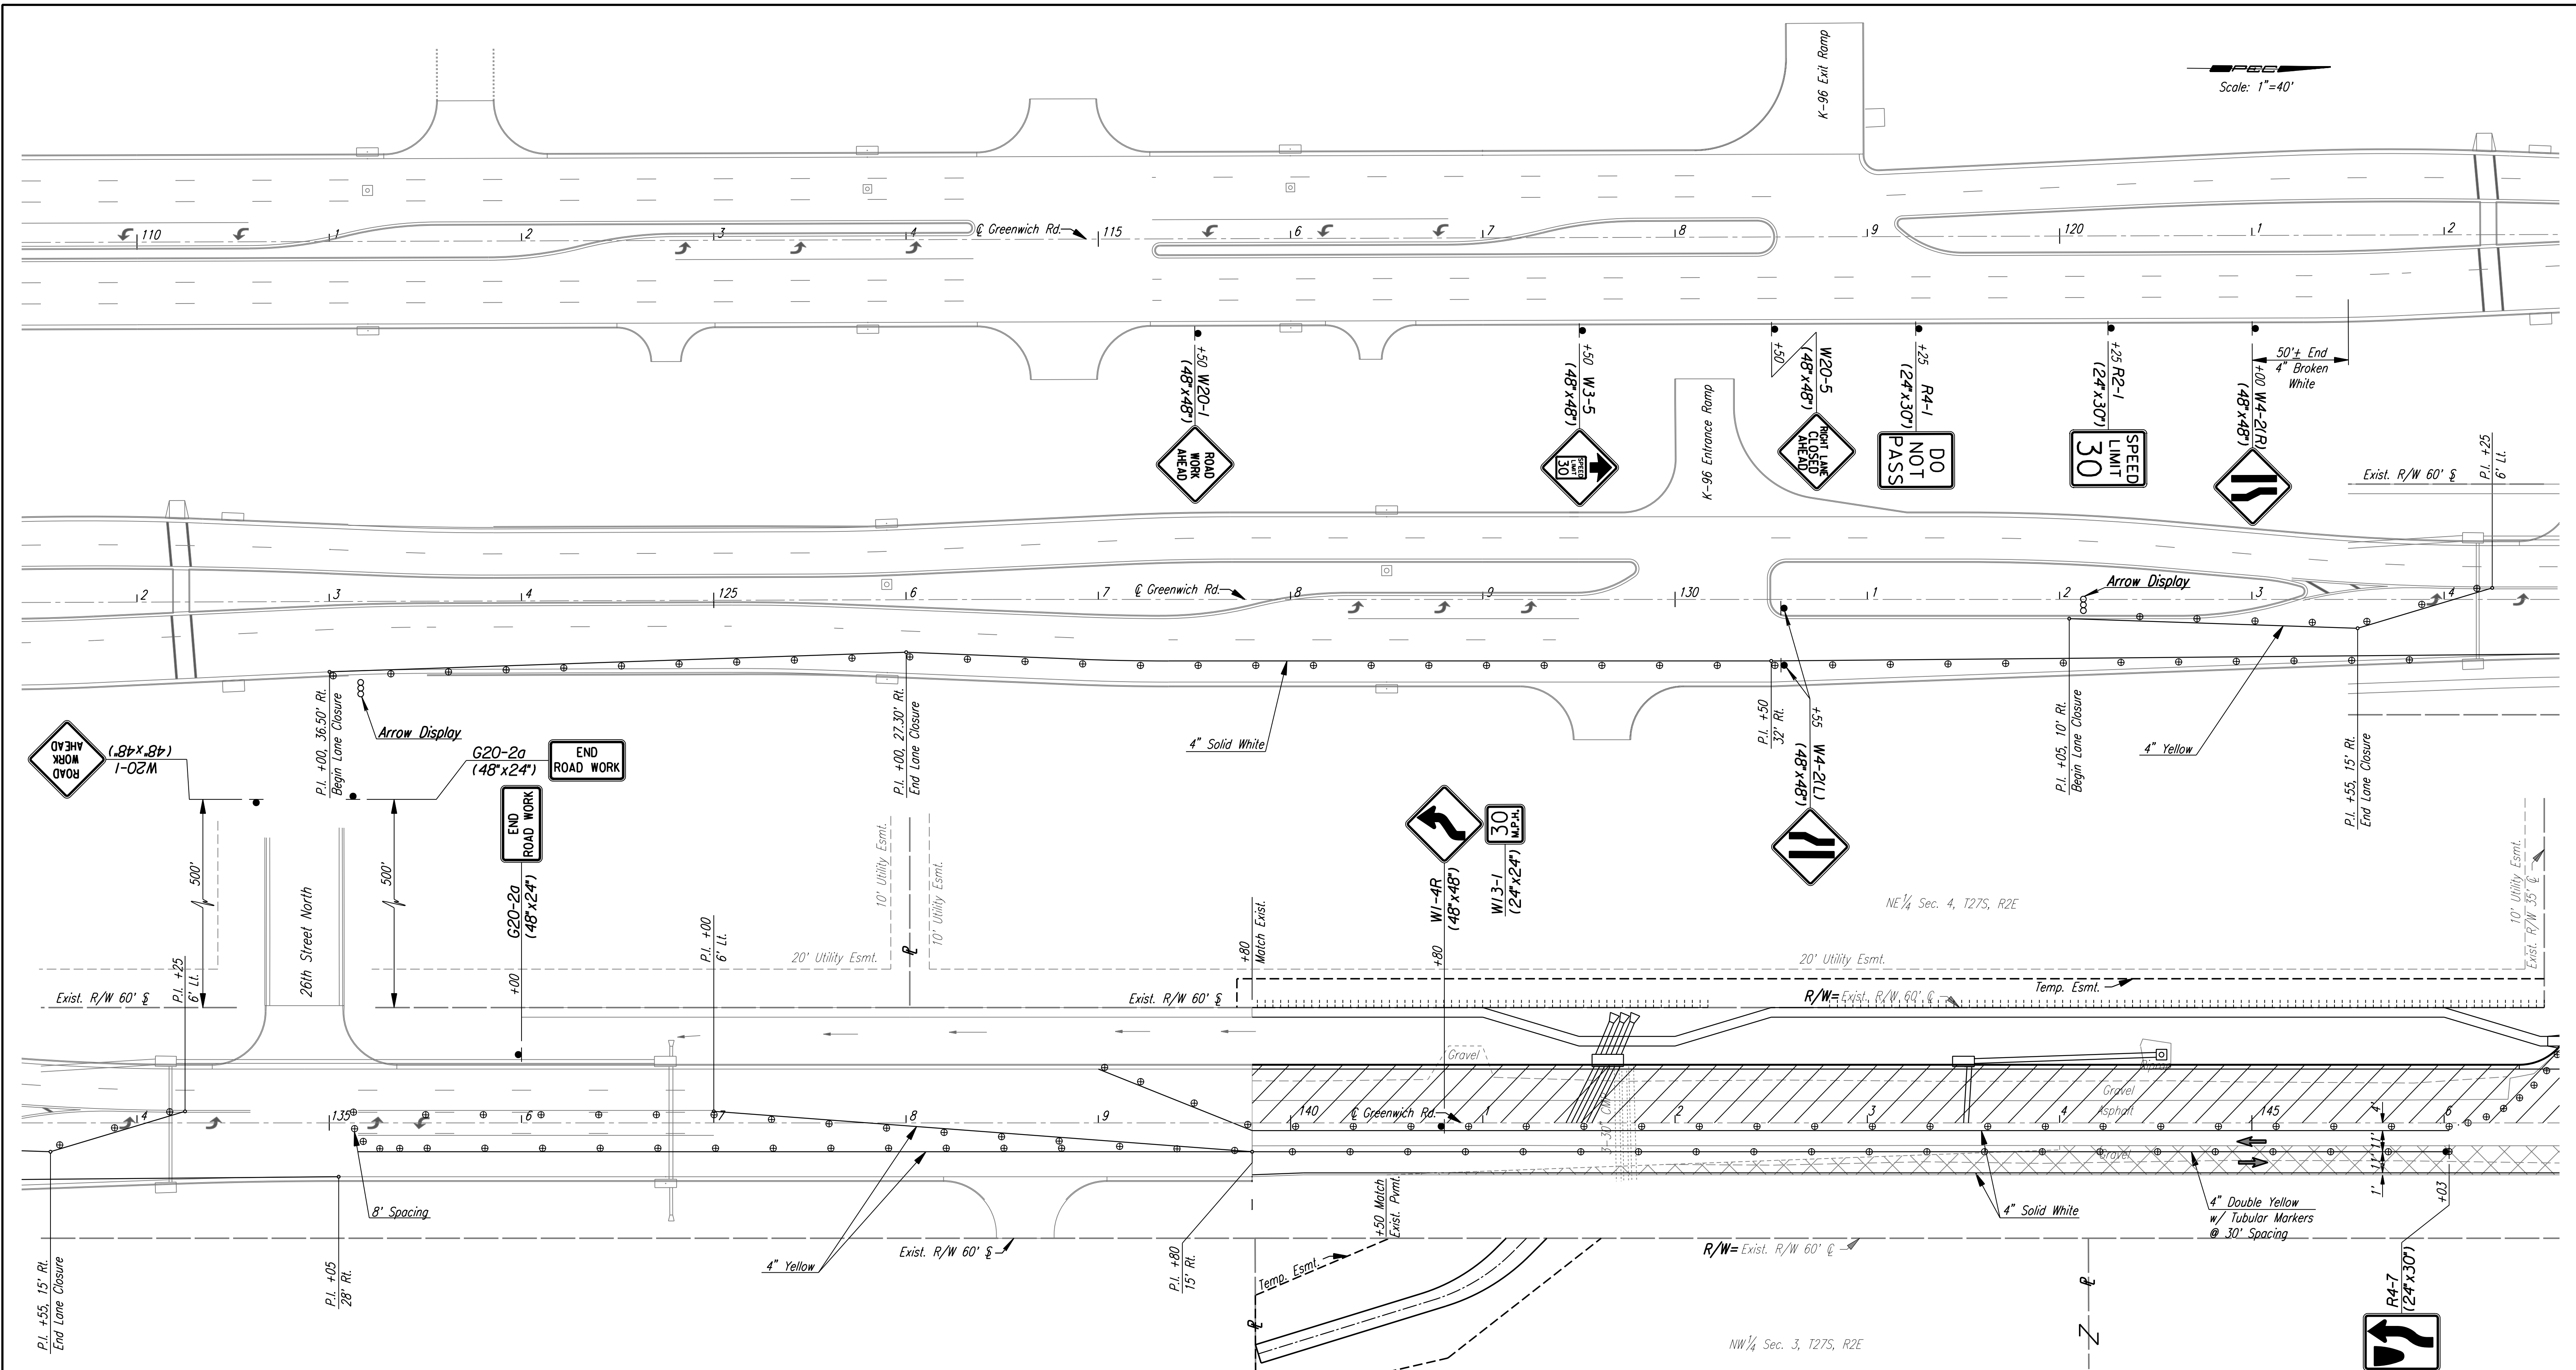 K-96 Exit Ramp
PEC
Scale: 1"=40'
110
1
2
3
4
℄ Greenwich Rd.
115
6
7
8
9
120
1
2
+50 W20-1
(48"x48")
ROAD
WORK
AHEAD
+50 W3-5
(48"x48")
SPEED
LIMIT
30
+50
W20-5
(48"x48")
RIGHT LANE
CLOSED
AHEAD
+25 R4-1
(24"x30")
DO
NOT
PASS
+25 R2-1
(24"x30")
SPEED
LIMIT
30
+00 W4-2(R)
(48"x48")
50'± End
4" Broken
White
K-96 Entrance Ramp
Exist. R/W 60' ℄
P.I. +25
6' Lt.
2
3
4
125
6
7
℄ Greenwich Rd.
8
9
130
1
2
3
4
Arrow Display
P.I. +00, 36.50' Rt.
Begin Lane Closure
Arrow Display
P.I. +00, 27.30' Rt.
End Lane Closure
4" Solid White
P.I. +50
32' Rt.
+55 W4-2(L)
(48"x48")
P.I. +05, 10' Rt.
Begin Lane Closure
4" Yellow
P.I. +55, 15' Rt.
End Lane Closure
ROAD
WORK
AHEAD
W20-1
(48"x48")
G20-2a
(48"x24")
END
ROAD WORK
END
ROAD WORK
G20-2a
(48"x24")
+00
500'
500'
26th Street North
P.I. +25
6' Lt.
Exist. R/W 60' ℄
P.I. +00
6' Lt.
20' Utility Esmt.
10' Utility Esmt.
℄
10' Utility Esmt.
Exist. R/W 60' ℄
+80
Match Exist.
W1-4R
(48"x48")
+80
30
M.P.H.
W13-1
(24"x24")
NE¼ Sec. 4, T27S, R2E
20' Utility Esmt.
R/W= Exist. R/W 60' ℄
Temp. Esmt.
10' Utility Esmt.
Exist. R/W 35' ℄
Gravel
Gravel
Asphalt
Gravel
4
135
6
7
8
9
140
℄ Greenwich Rd.
1
2
3
4
145
6
4'
11'
11'
1'
8' Spacing
P.I. +55, 15' Rt.
End Lane Closure
P.I. +05
28' Rt.
4" Yellow
Exist. R/W 60' ℄
P.I. +80
15' Rt.
+50 Match
Exist. Pvmt.
Temp. Esmt.
℄
R/W= Exist. R/W 60' ℄
4" Solid White
4" Double Yellow
w/ Tubular Markers
@ 30' Spacing
+03
R4-7
(24"x30")
℄
Z
NW¼ Sec. 3, T27S, R2E